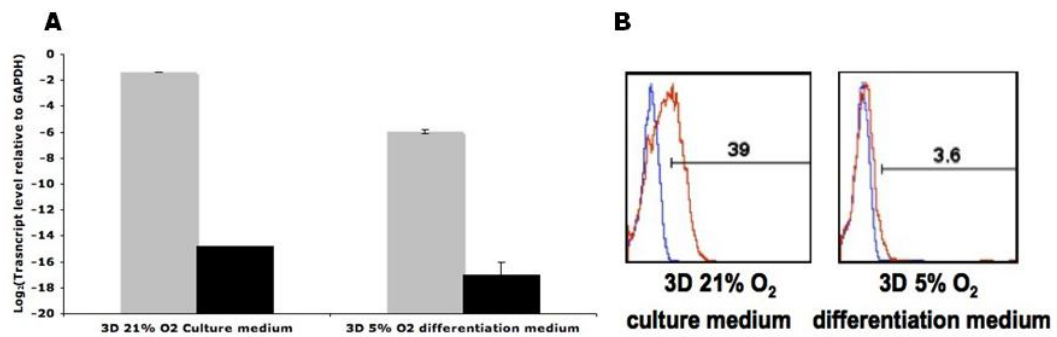 A
B
Log₂(Trasncript level relative to GAPDH)
0
-2
-4
-6
-8
-10
-12
-14
-16
-18
-20
3D 21% O2 Culture medium
3D 5% O2 differentiation medium
39
3.6
3D 21% O₂
culture medium
3D 5% O₂
differentiation medium